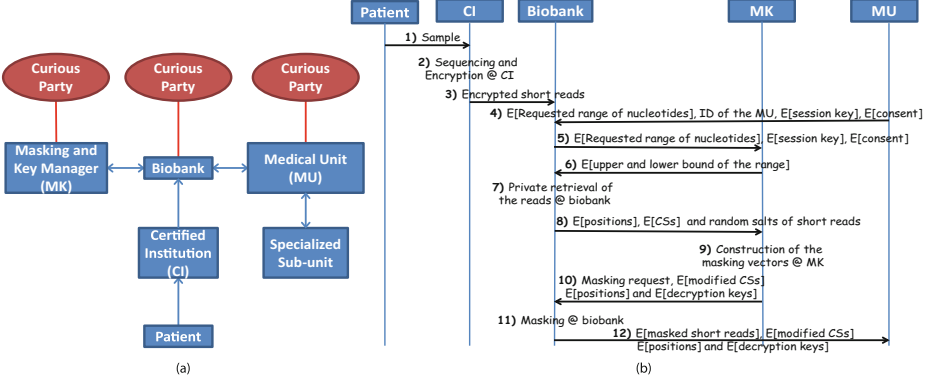 Curious
Party
Curious
Party
Curious
Party
Masking and
Key Manager
(MK)
Biobank
Medical Unit
(MU)
Certified
Institution
(CI)
Specialized
Sub-unit
Patient
(a)
Patient
CI
Biobank
MK
MU
1) Sample
2) Sequencing and
Encryption @ CI
3) Encrypted short reads
4) E[Requested range of nucletides], ID of the MU, E[session key], E[consent]
5) E[Requested range of nucleotides], E[session key], E[consent]
6) E[upper and lower bound of the range]
7) Private retrieval of
the reads @ biobank
8) E[positions], E[CSs] and random salts of short reads
9) Construction of the
masking vectors @ MK
10) Masking request, E[modified CSs]
E[positions] and E[decryption keys]
11) Masking @ biobank
12) E[masked short reads], E[modified CSs]
E[positions] and E[decryption keys]
(b)